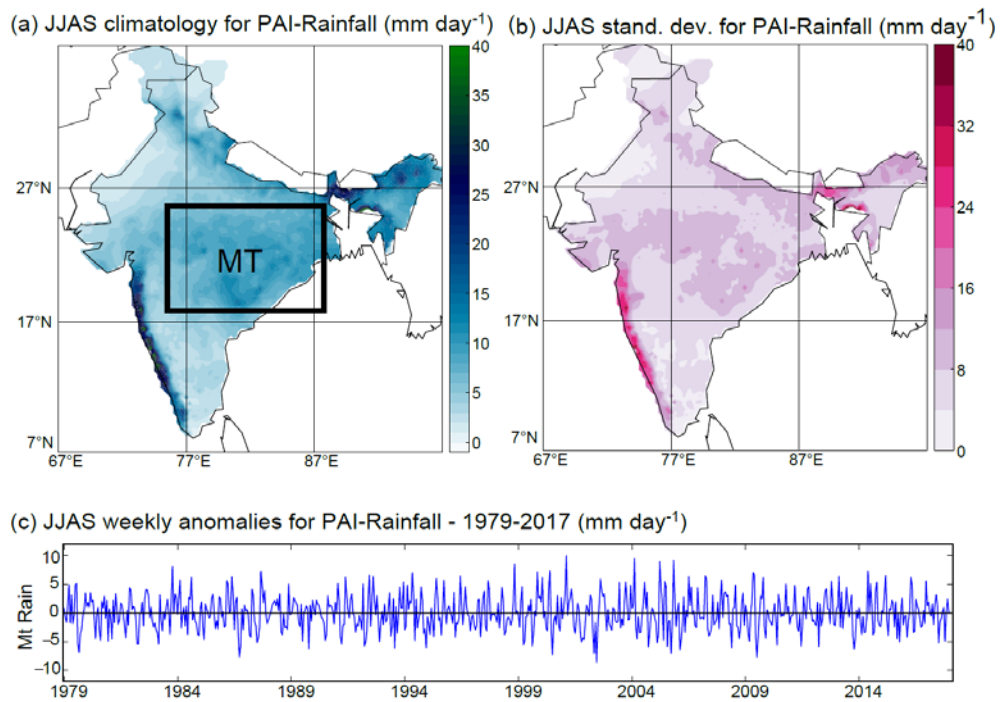 (a) JJAS climatology for PAI-Rainfall (mm day-1)
(b) JJAS stand. dev. for PAI-Rainfall (mm day-1)
40
35
30
25
20
15
10
5
0
40
32
24
16
8
0
27°N
17°N
7°N
67°E 77°E 87°E
MT
27°N
17°N
7°N
67°E 77°E 87°E
(c) JJAS weekly anomalies for PAI-Rainfall - 1979-2017 (mm day-1)
Mt Rain
10
5
0
−5
−10
1979 1984 1989 1994 1999 2004 2009 2014